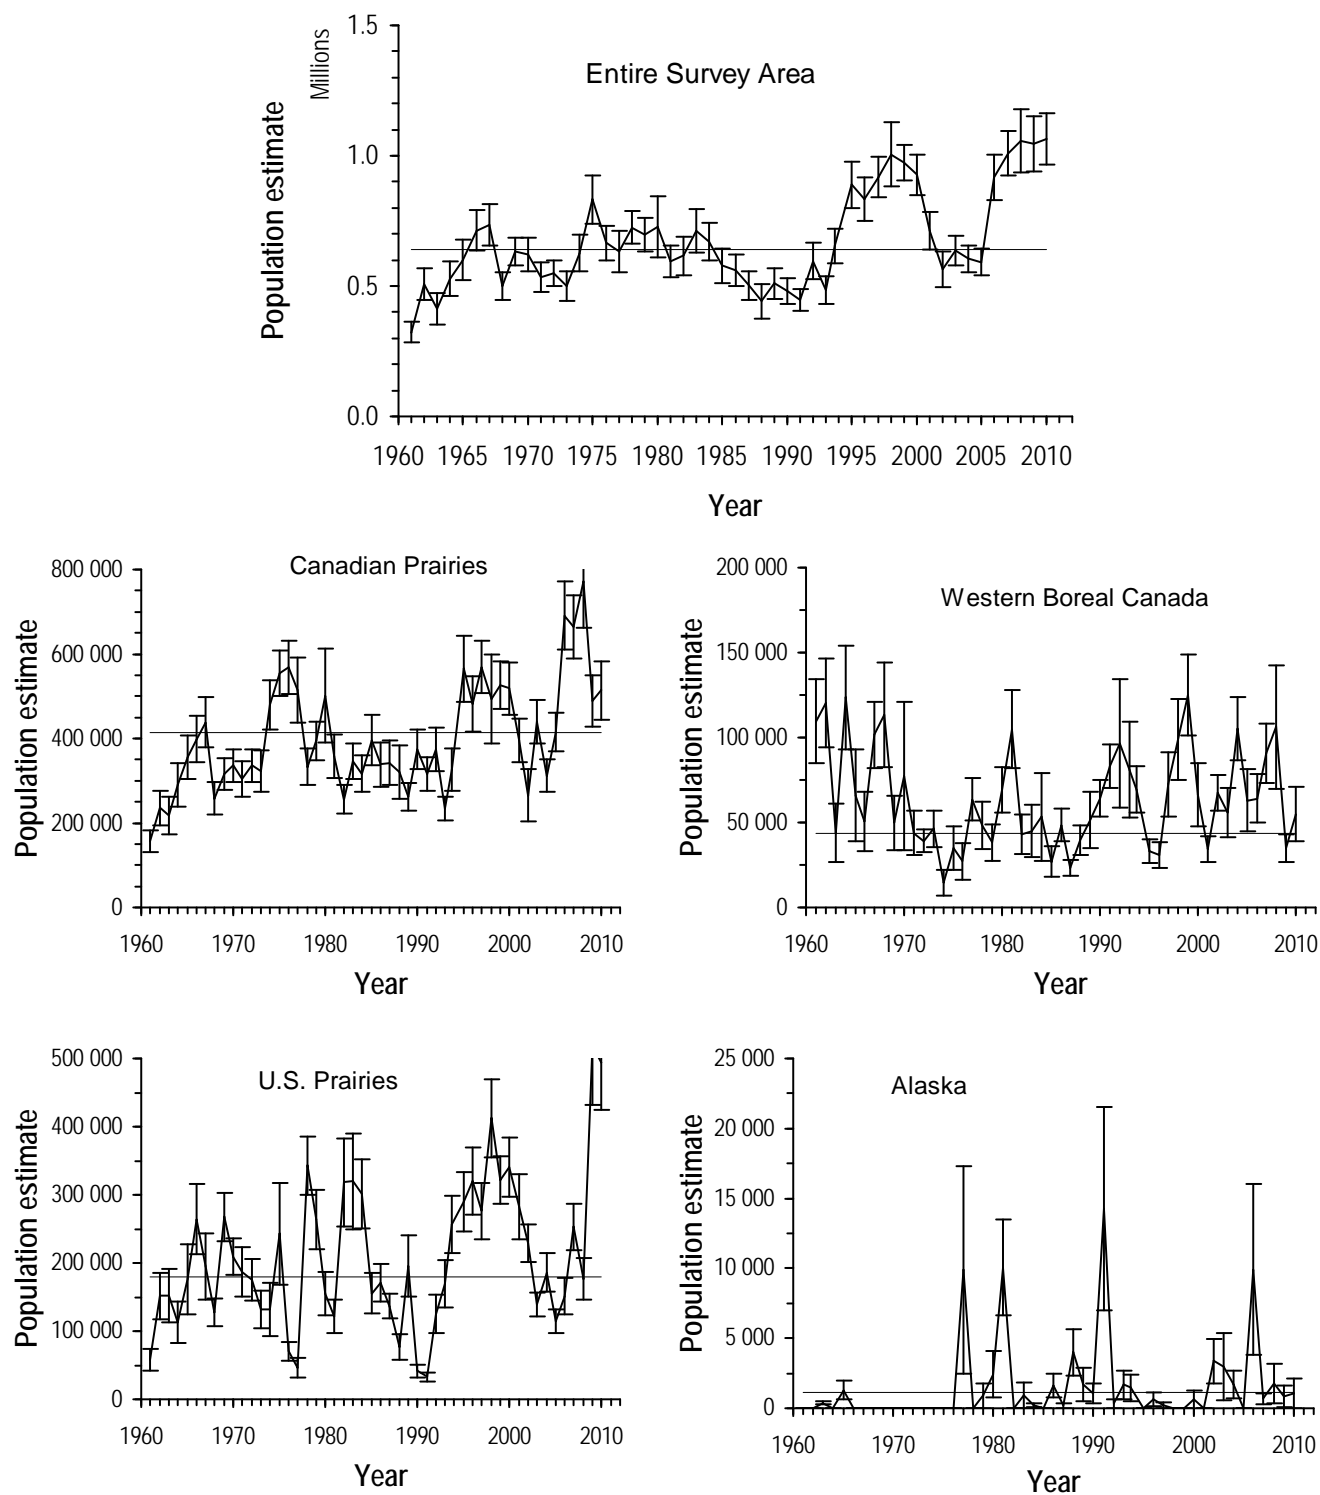 Entire Survey Area
Millions
Population estimate
1.5
1.0
0.5
0.0
1960 1965 1970 1975 1980 1985 1990 1995 2000 2005 2010
Year
Canadian Prairies
Population estimate
800 000
600 000
400 000
200 000
0
1960 1970 1980 1990 2000 2010
Year
Western Boreal Canada
Population estimate
200 000
150 000
100 000
50 000
0
1960 1970 1980 1990 2000 2010
Year
U.S. Prairies
Population estimate
500 000
400 000
300 000
200 000
100 000
0
1960 1970 1980 1990 2000 2010
Year
Alaska
Population estimate
25 000
20 000
15 000
10 000
5 000
0
1960 1970 1980 1990 2000 2010
Year